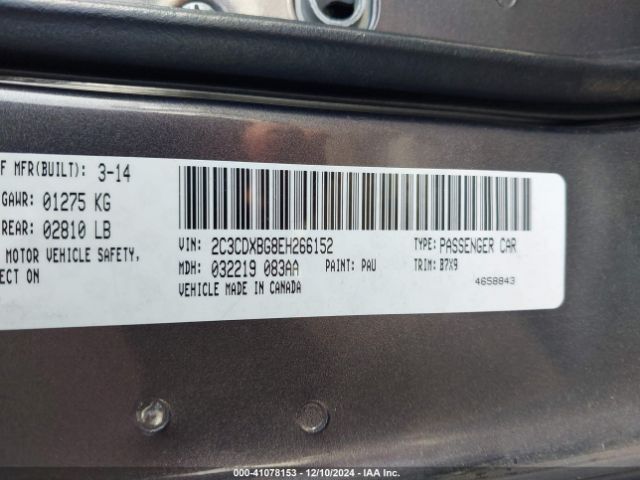 F MFR(BUILT): 3-14
GAWR: 01275 KG
REAR: 02810 LB
MOTOR VEHICLE SAFETY,
ECT ON
VIN: 2C3CDXBG8EH266152 TYPE: PASSENGER CAR
MDH: 032219 083AA PAINT: PAU TRIM: B7X9
VEHICLE MADE IN CANADA 4658843
000-41078153 — 12/10/2024 — IAA Inc.